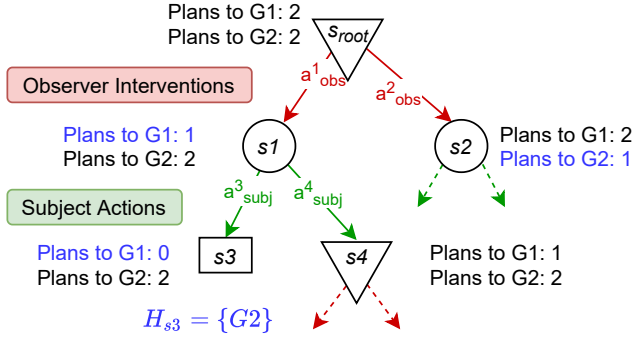 Plans to G1: 2
Plans to G2: 2
s_root
Observer Interventions
a^1_obs
a^2_obs
Plans to G1: 1
Plans to G2: 2
s1
s2
Plans to G1: 2
Plans to G2: 1
Subject Actions
a^3_subj
a^4_subj
Plans to G1: 0
Plans to G2: 2
s3
s4
Plans to G1: 1
Plans to G2: 2
H_{s3} = {G2}